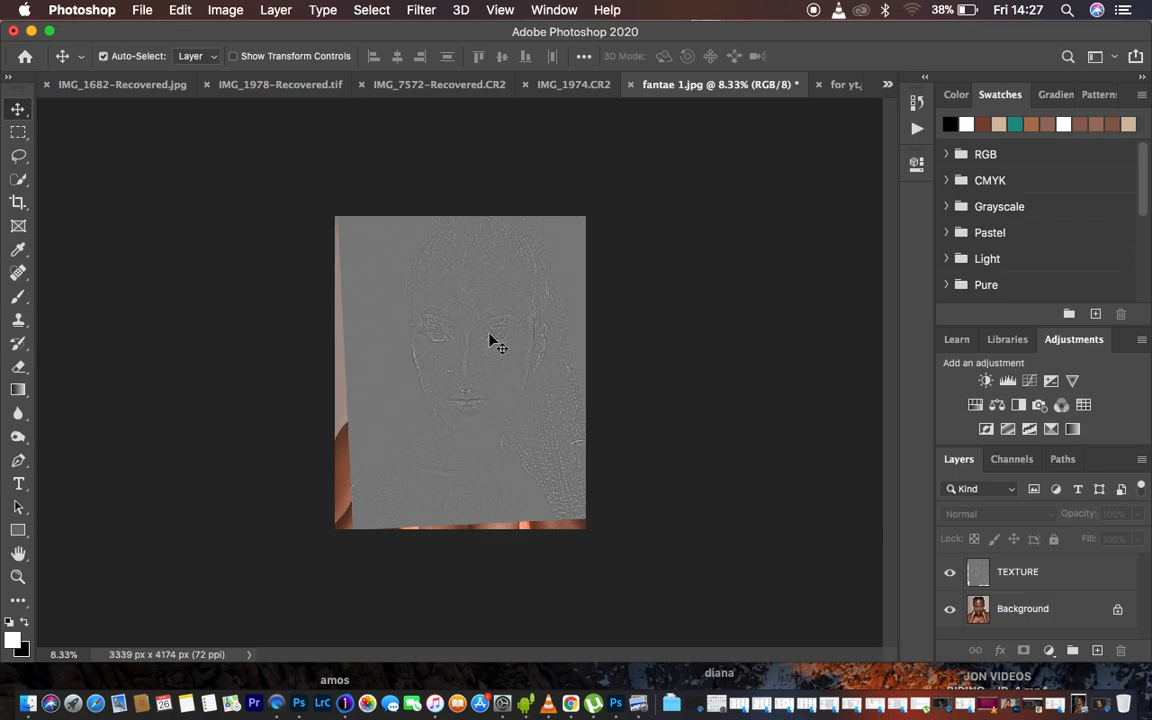 Photoshop File Edit Image Layer Type Select Filter 3D View Window Help 38% Fri 14:27
Adobe Photoshop 2020
Auto-Select: Layer Show Transform Controls 3D Mode:
IMG_1682-Recovered.jpg IMG_1978-Recovered.tif IMG_7572-Recovered.CR2 IMG_1974.CR2 fantae 1.jpg @ 8.33% (RGB/8) * for yt.
Color Swatches Gradien Patterns
RGB
CMYK
Grayscale
Pastel
Light
Pure
Learn Libraries Adjustments
Add an adjustment
Layers Channels Paths
Kind
Normal Opacity: 100%
Lock: Fill: 100%
TEXTURE
Background
8.33% 3339 px x 4174 px (72 ppi)
amos diana JON VIDEOS